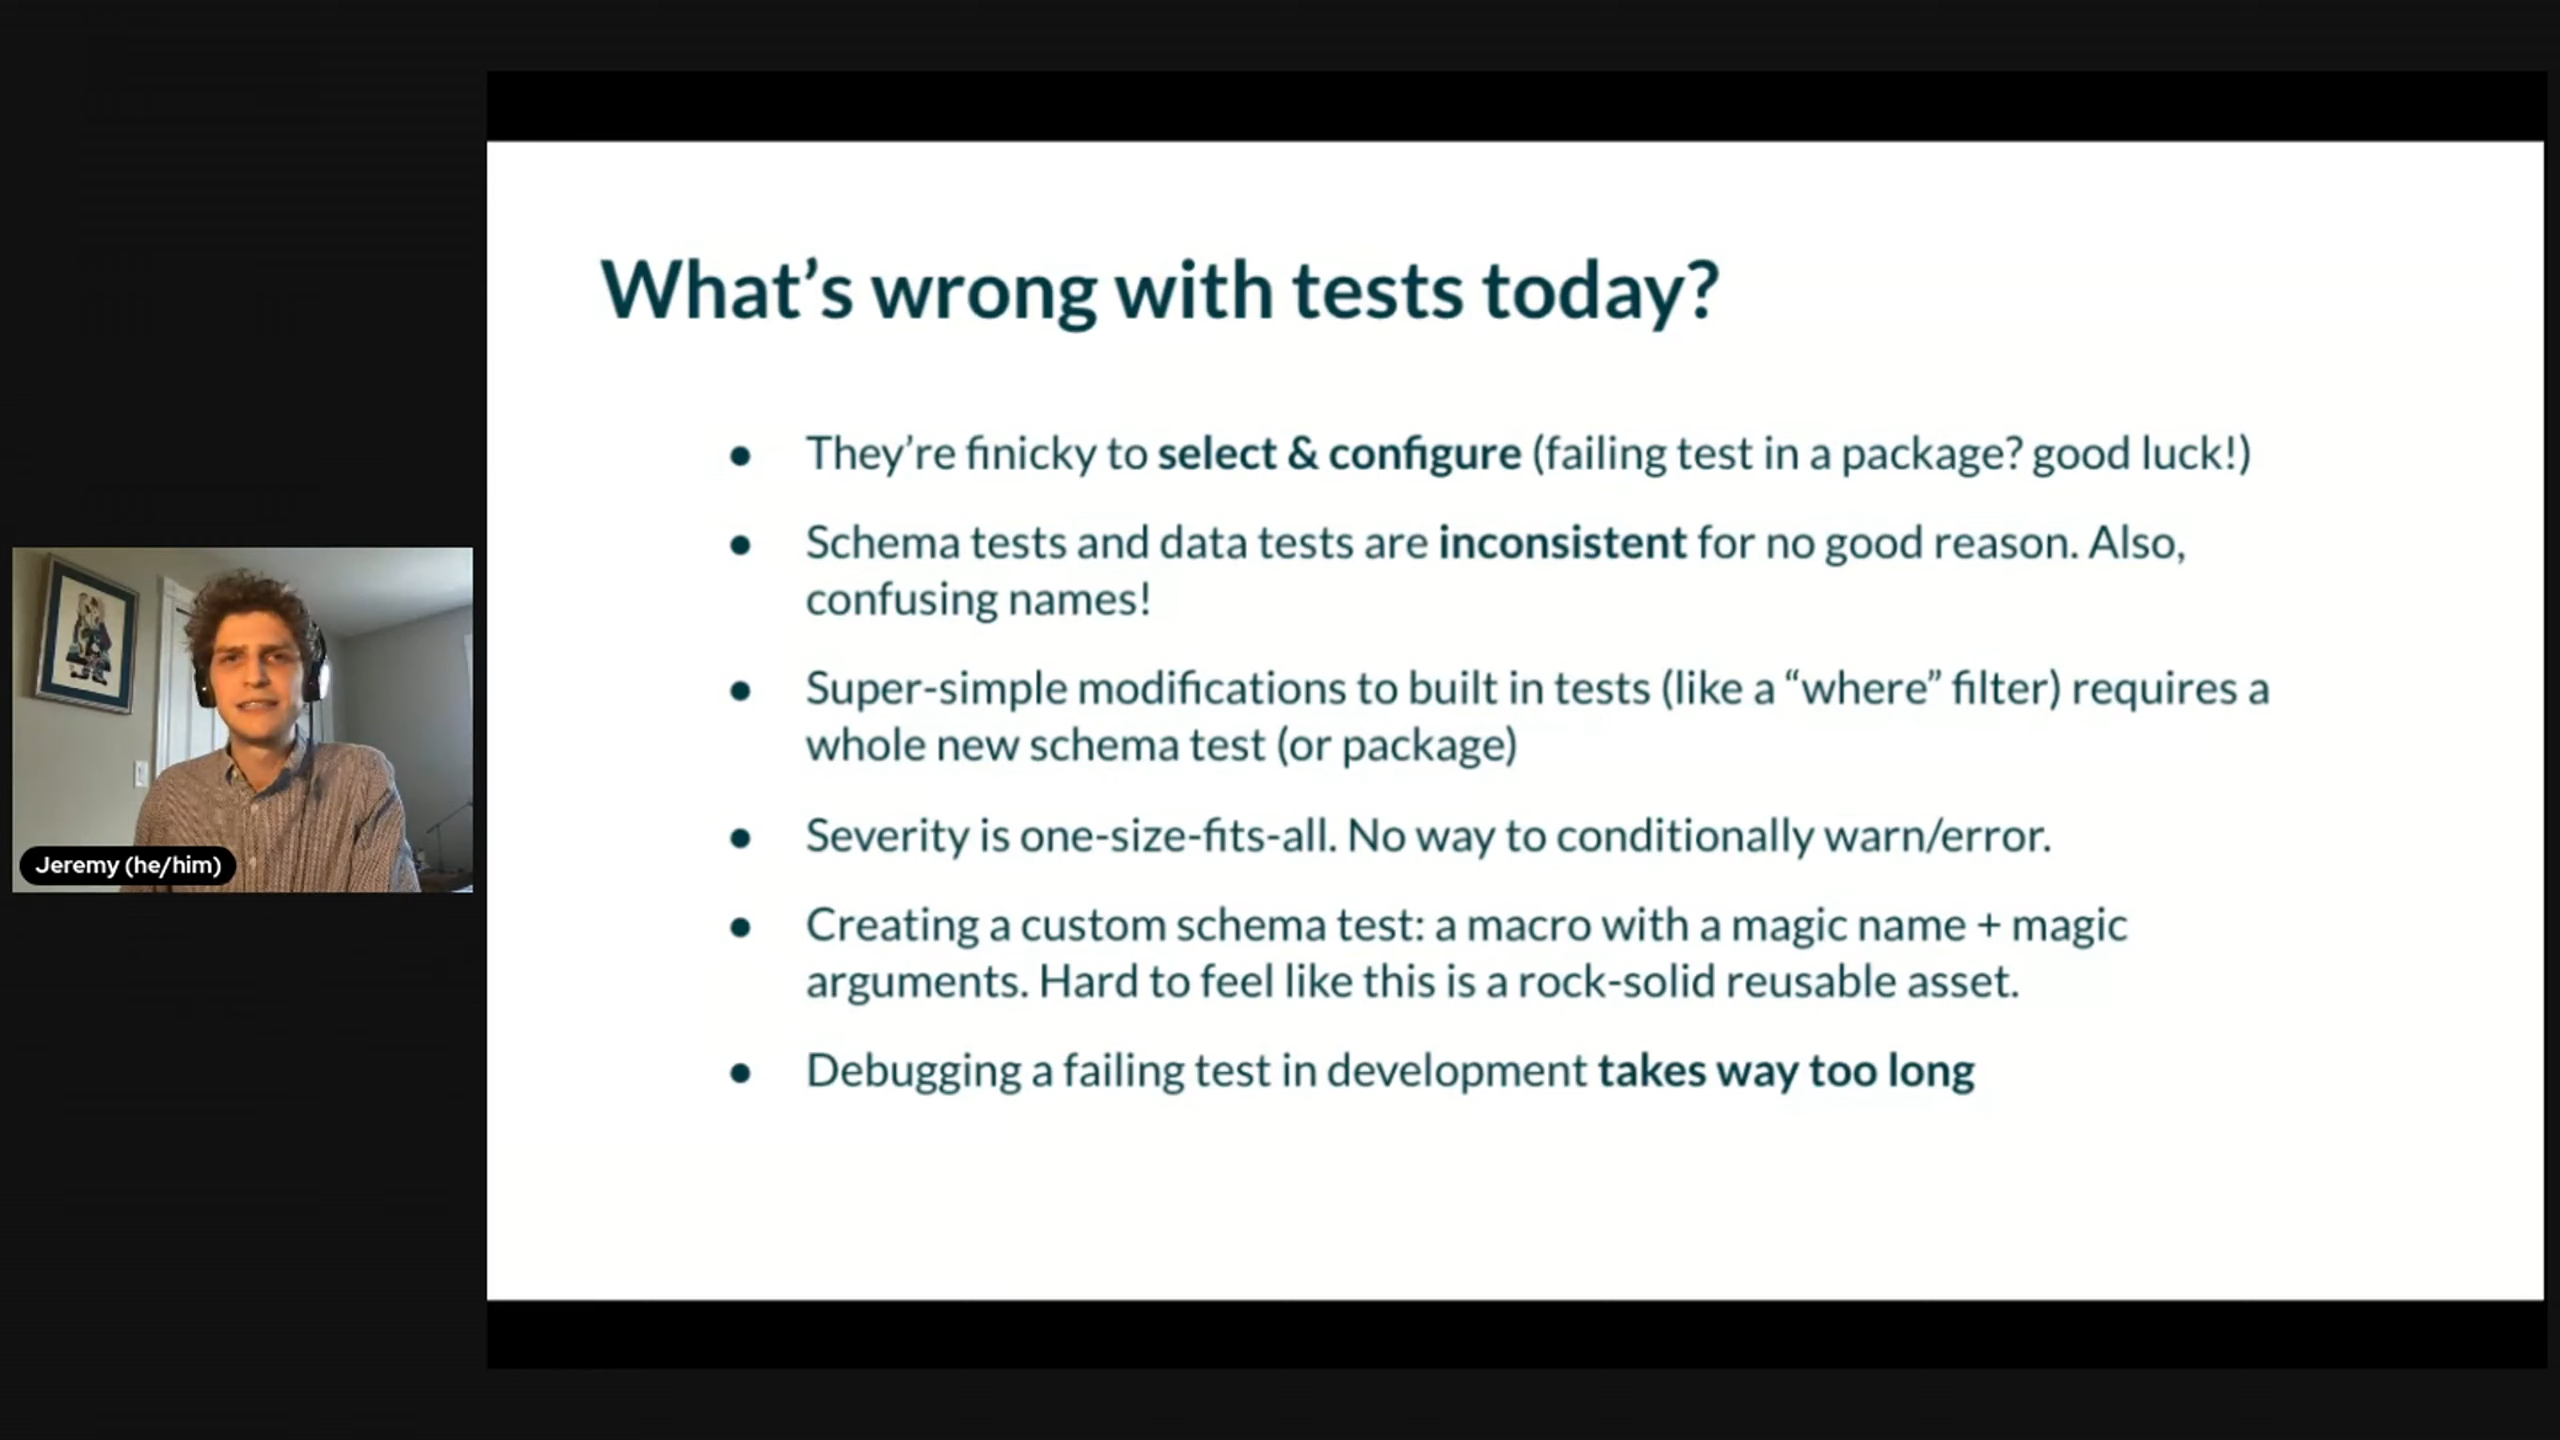 What’s wrong with tests today?
● They’re finicky to select & configure (failing test in a package? good luck!)
● Schema tests and data tests are inconsistent for no good reason. Also,
confusing names!
● Super-simple modifications to built in tests (like a “where” filter) requires a
whole new schema test (or package)
● Severity is one-size-fits-all. No way to conditionally warn/error.
● Creating a custom schema test: a macro with a magic name + magic
arguments. Hard to feel like this is a rock-solid reusable asset.
● Debugging a failing test in development takes way too long
Jeremy (he/him)